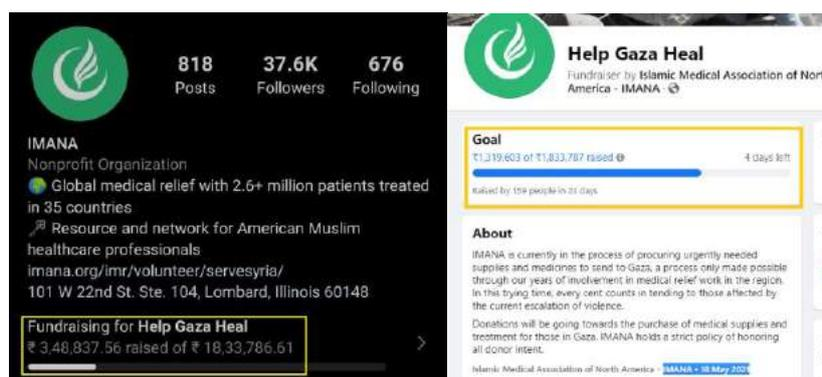 818 37.6K 676
Posts Followers Following
IMANA
Nonprofit Organization
Global medical relief with 2.6+ million patients treated
in 35 countries
Resource and network for American Muslim
healthcare professionals
imana.org/imr/volunteer/servesyria/
101 W 22nd St. Ste. 104, Lombard, Illinois 60148
Fundraising for Help Gaza Heal
₹ 3,48,837.56 raised of ₹ 18,33,786.61
Help Gaza Heal
Fundraiser by Islamic Medical Association of Nort
America - IMANA ·
Goal
₹1,319,603 of ₹1,833,787 raised
4 days left
Raised by 159 people in 21 days
About
IMANA is currently in the process of procuring urgently needed
supplies and medicines to send to Gaza, a process only made possible
through our years of involvement in medical relief work in the region.
In this trying time, every cent counts in tending to those affected by
the current escalation of violence.
Donations will be going towards the purchase of medical supplies and
treatment for those in Gaza. IMANA holds a strict policy of honoring
all donor intent.
Islamic Medical Association of North America - IMANA • 18 May 2021